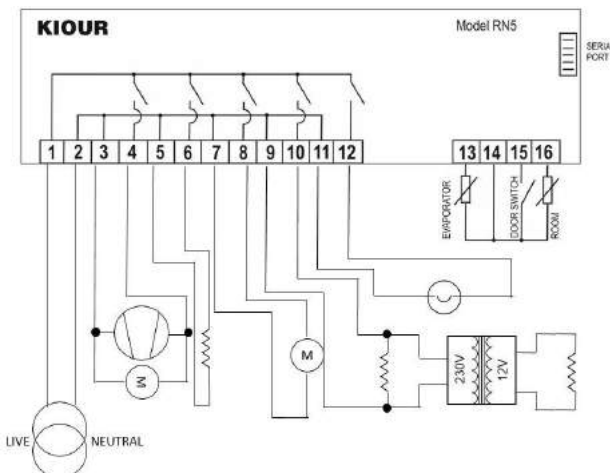 KIOUR
Model RN5
SERIA
PORT
1 2 3 4 5 6 7 8 9 10 11 12
13 14 15 16
EVAPORATOR
DOOR SWITCH
ROOM
M
M
230V
12V
LIVE
NEUTRAL